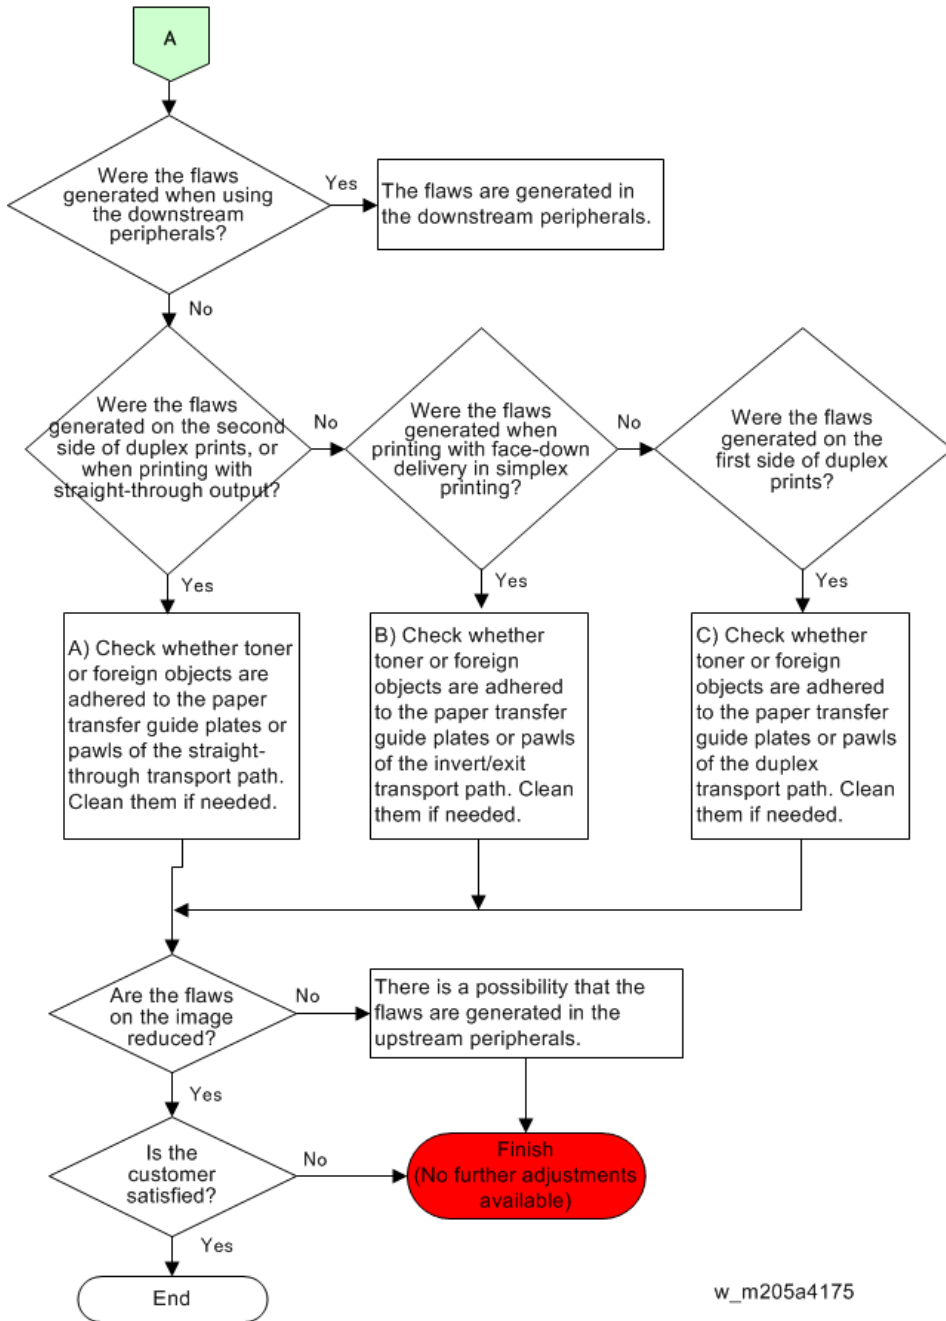 A
Were the flaws
generated when using
the downstream
peripherals?
Yes
The flaws are generated in
the downstream peripherals.
No
Were the flaws
generated on the second
side of duplex prints, or
when printing with
straight-through output?
No
Were the flaws
generated when
printing with face-down
delivery in simplex
printing?
No
Were the flaws
generated on the
first side of duplex
prints?
Yes
Yes
Yes
A) Check whether toner
or foreign objects are
adhered to the paper
transfer guide plates or
pawls of the straight-
through transport path.
Clean them if needed.
B) Check whether
toner or foreign
objects are adhered
to the paper transfer
guide plates or pawls
of the invert/exit
transport path. Clean
them if needed.
C) Check whether
toner or foreign
objects are adhered
to the paper transfer
guide plates or pawls
of the duplex
transport path. Clean
them if needed.
Are the flaws
on the image
reduced?
No
There is a possibility that the
flaws are generated in the
upstream peripherals.
Yes
Is the
customer
satisfied?
No
Finish
(No further adjustments
available)
Yes
End
w_m205a4175